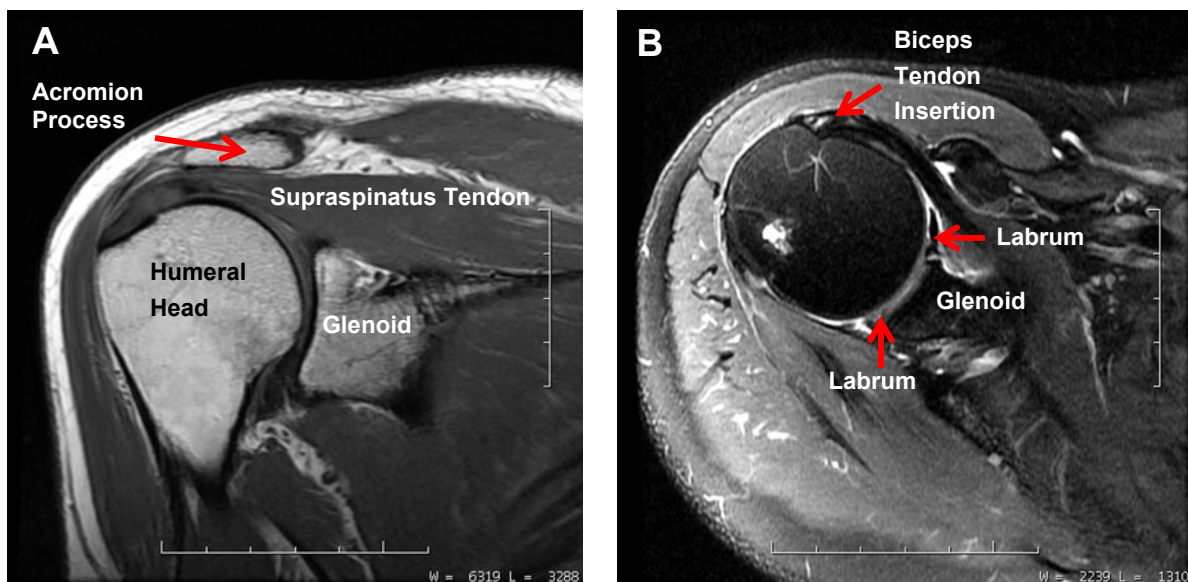 A
Acromion
Process
Supraspinatus Tendon
Humeral
Head
Glenoid
W = 6319 L = 3288
B
Biceps
Tendon
Insertion
Labrum
Glenoid
Labrum
W = 2239 L = 1310